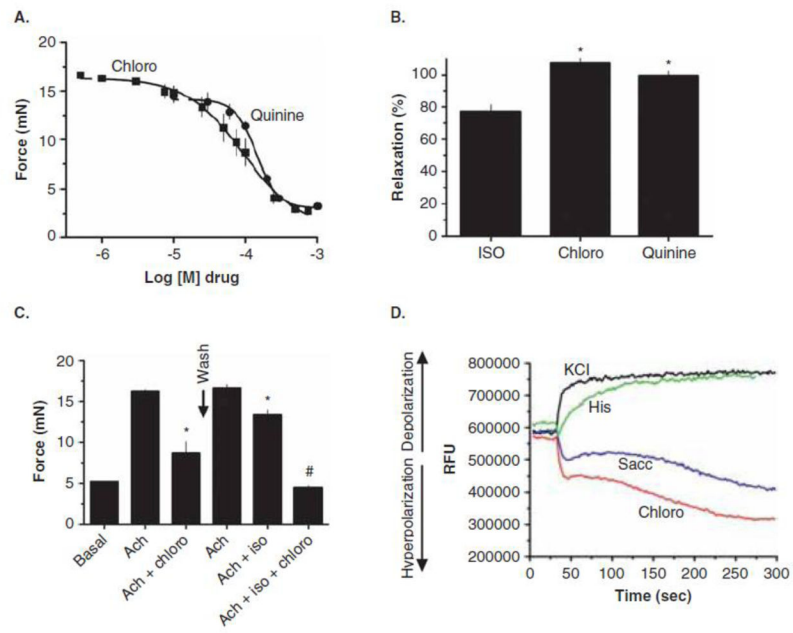 A.
20
15
10
5
0
Force (mN)
Chloro
Quinine
-6 -5 -4 -3
Log [M] drug
B.
100
80
60
40
20
0
Relaxation (%)
* *
ISO Chloro Quinine
C.
20
15
10
5
0
Force (mN)
Wash
*
*
#
Basal
Ach
Ach + chloro
Ach
Ach + iso
Ach + iso + chloro
D.
Hyperpolarization Depolarization
RFU
800000
700000
600000
500000
400000
300000
200000
KCl
His
Sacc
Chloro
0 50 100 150 200 250 300
Time (sec)